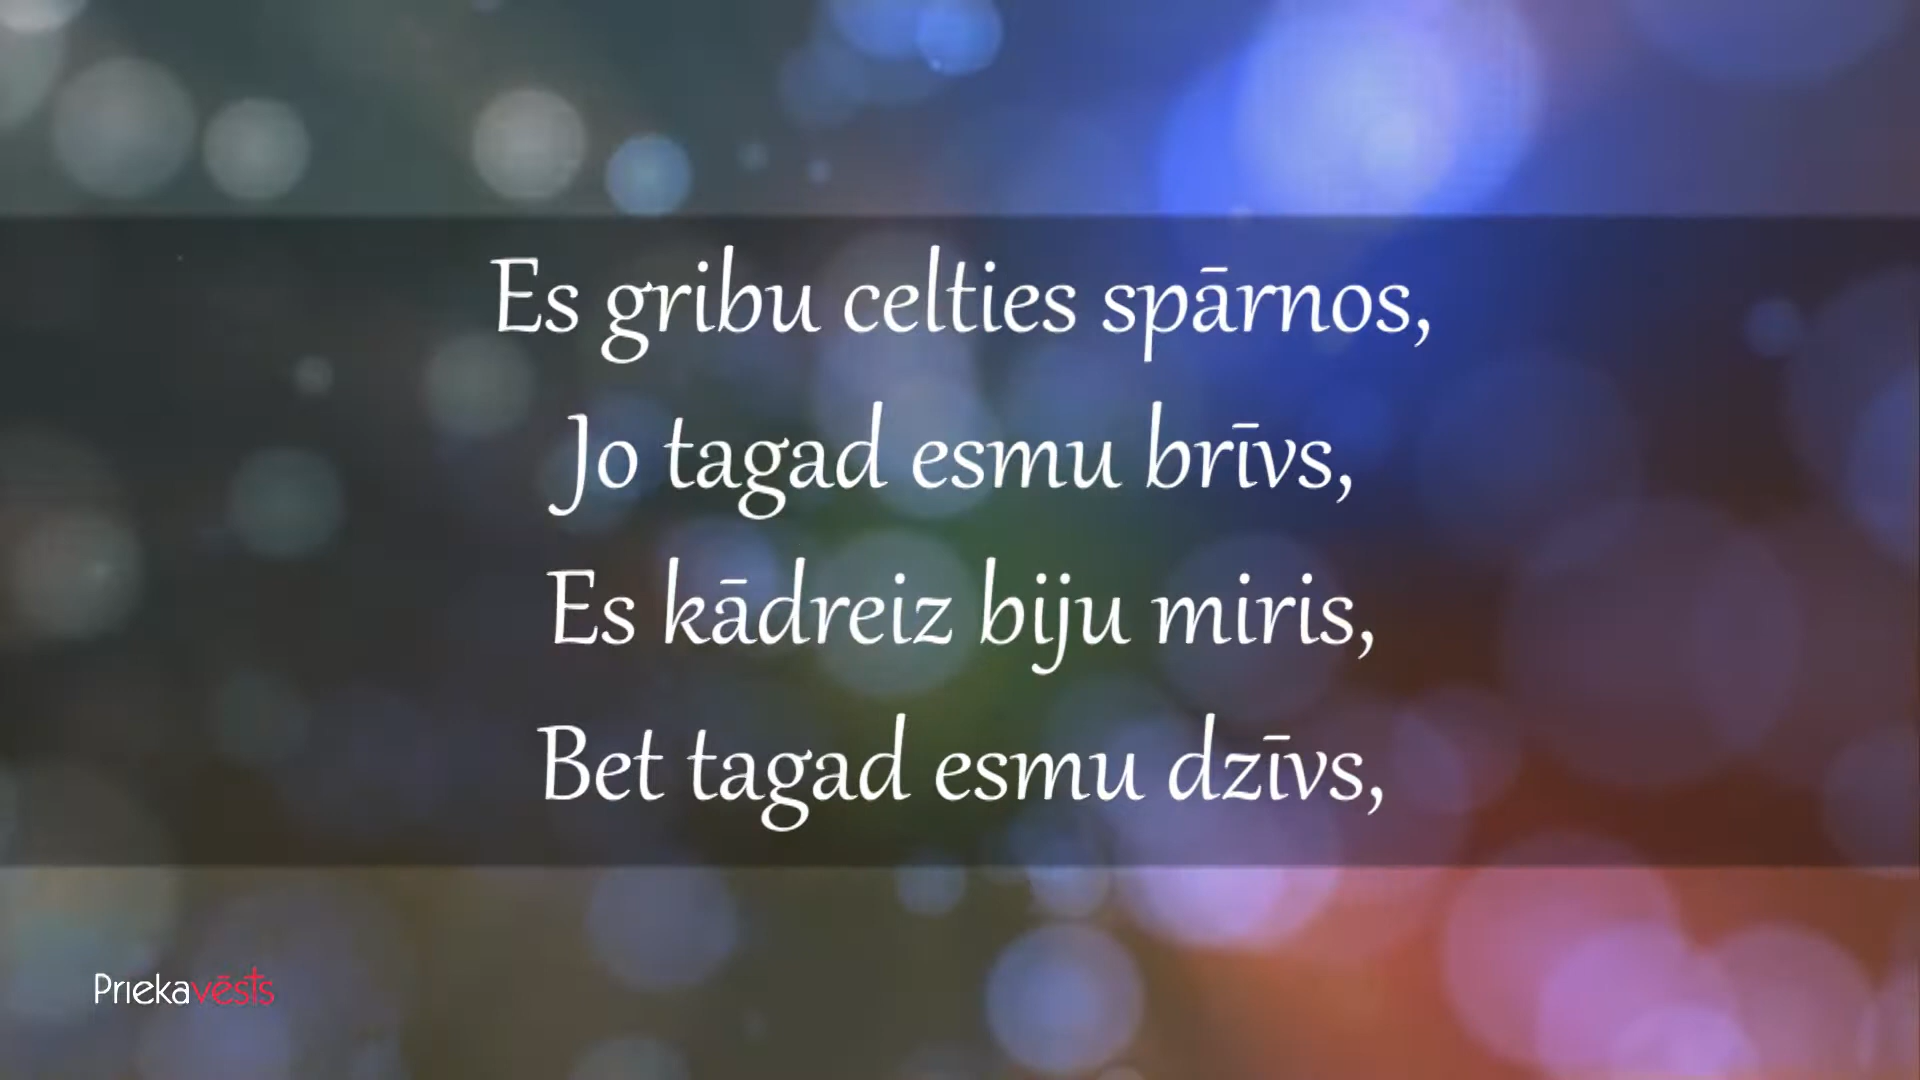 Es gribu celties spārnos,
Jo tagad esmu brīvs,
Es kādreiz biju miris,
Bet tagad esmu dzīvs,
Priekavēsts